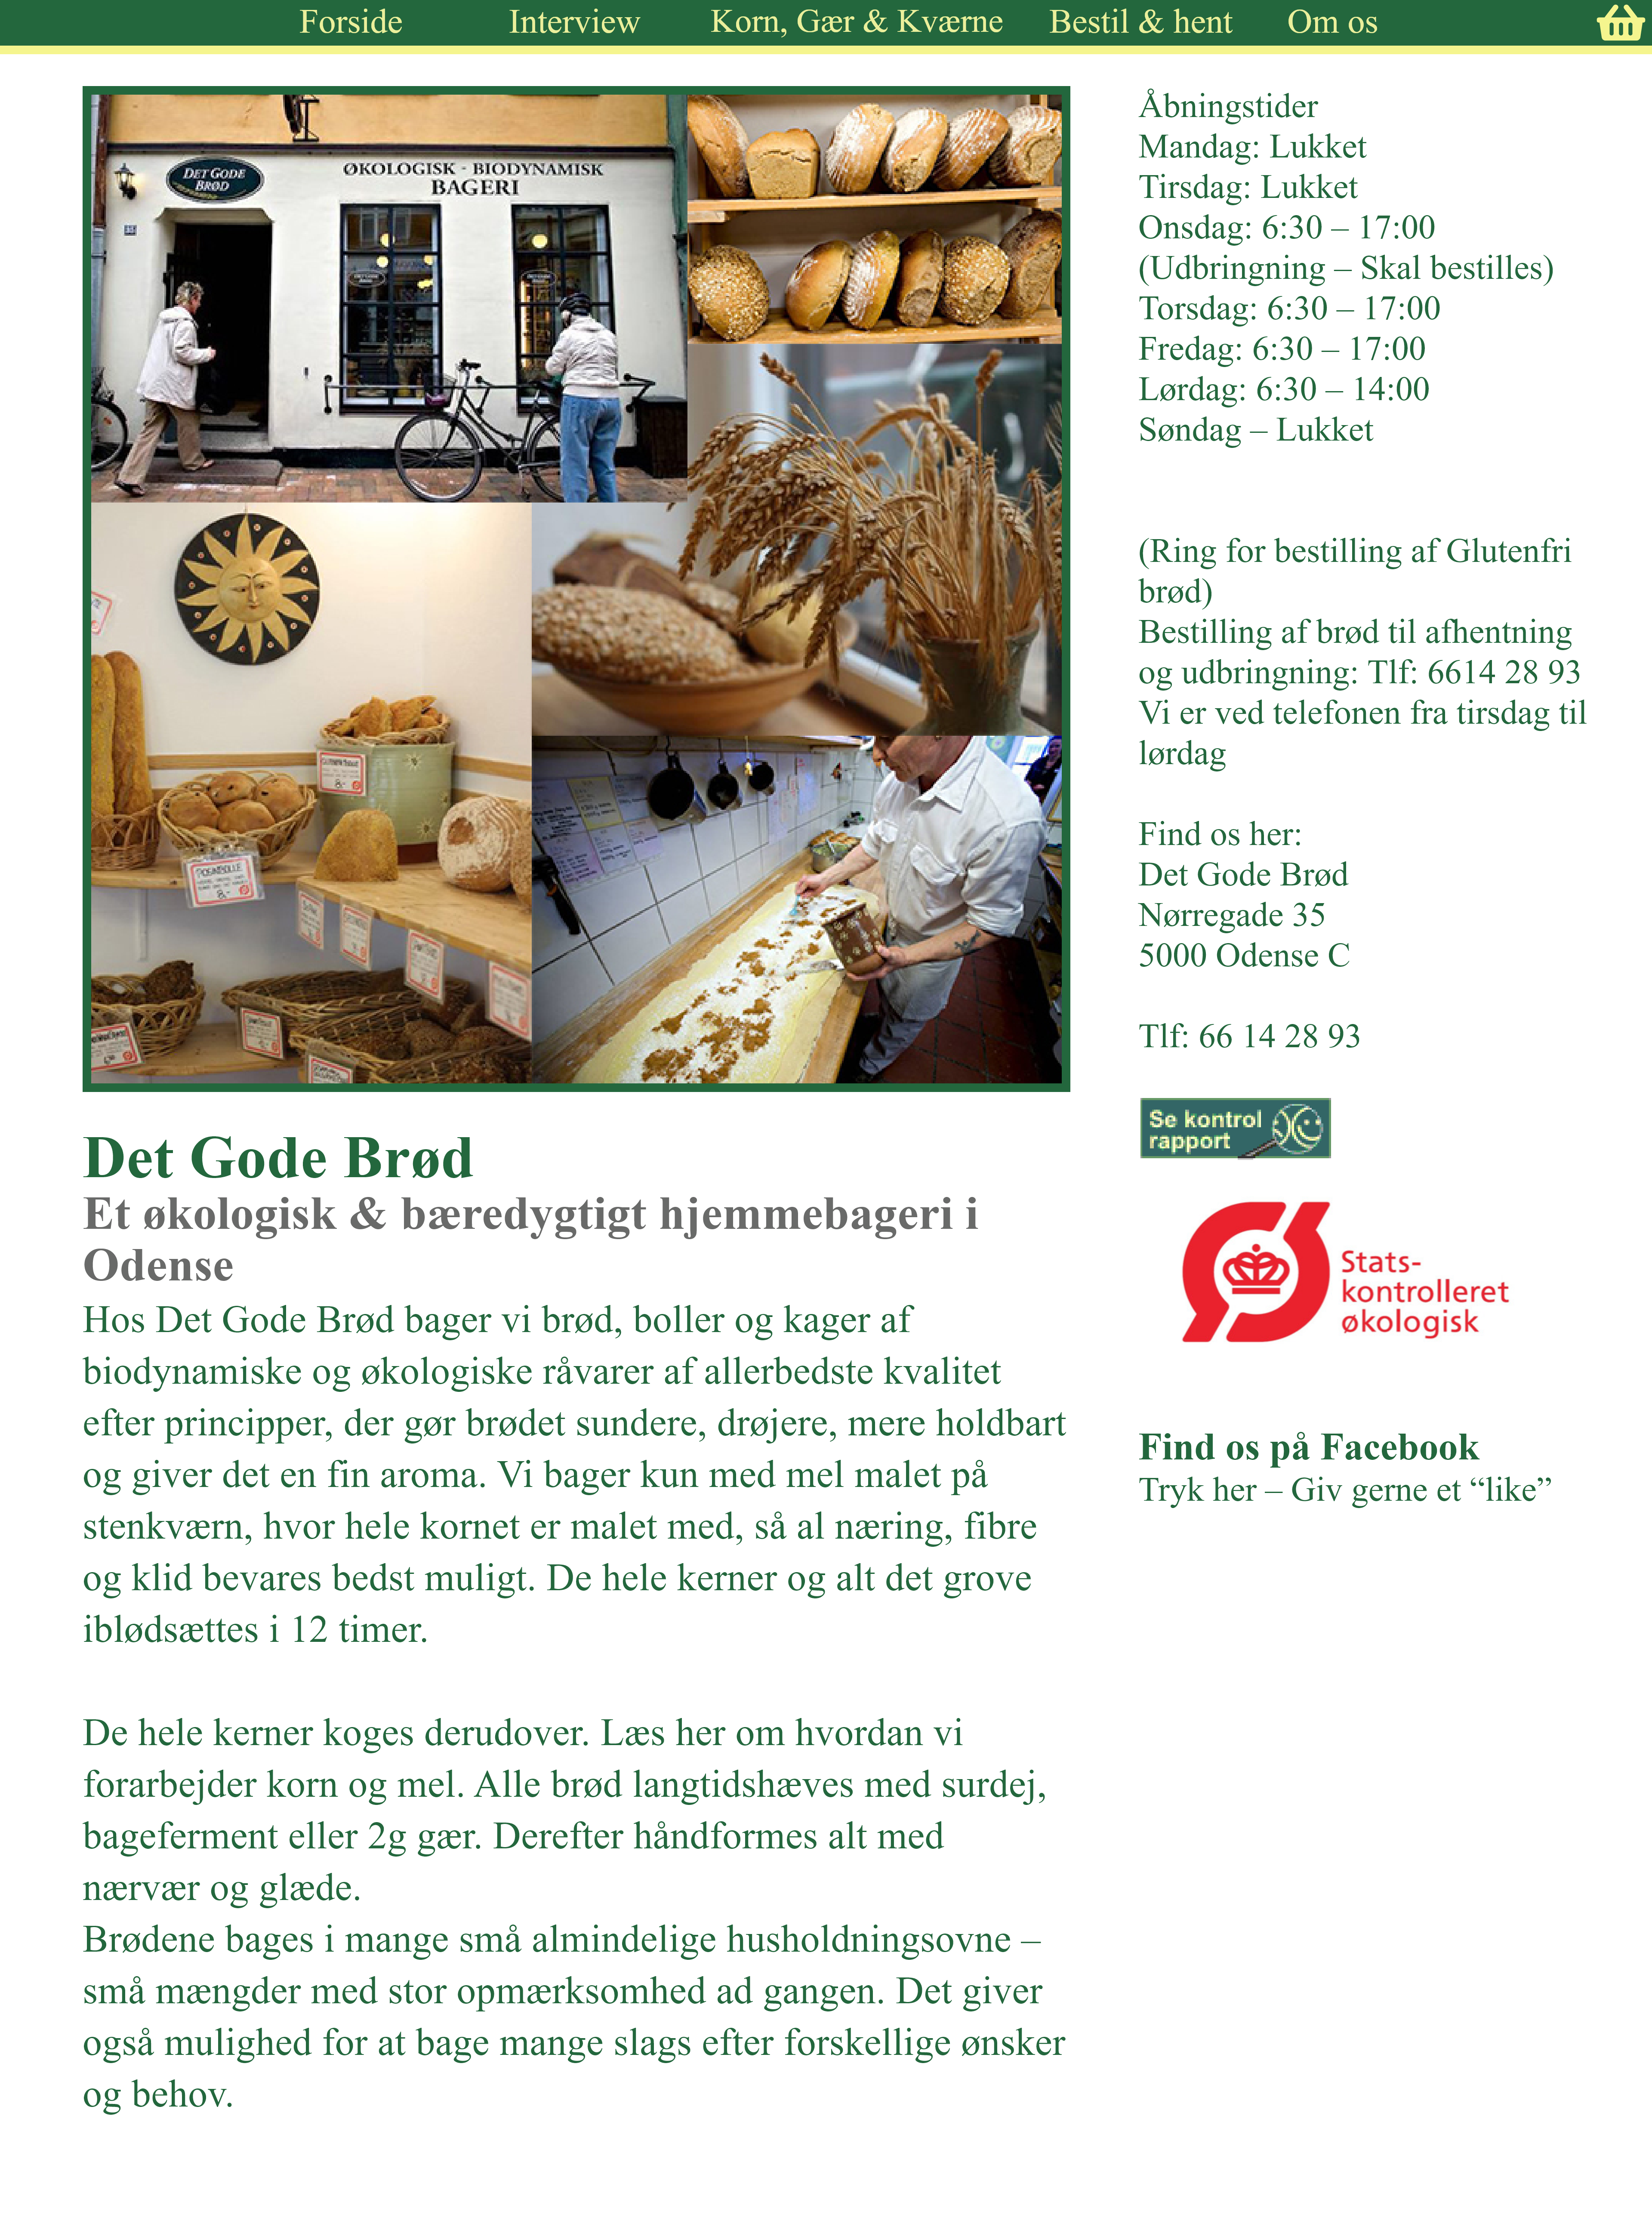 Forside
Interview
Korn, Gær & Kværne
Bestil & hent
Om os
DET GODE
BRØD
ØKOLOGISK - BIODYNAMISK
BAGERI
35
ROSINBOLLE
8,-
8,-
Åbningstider
Mandag: Lukket
Tirsdag: Lukket
Onsdag: 6:30 – 17:00
(Udbringning – Skal bestilles)
Torsdag: 6:30 – 17:00
Fredag: 6:30 – 17:00
Lørdag: 6:30 – 14:00
Søndag – Lukket
(Ring for bestilling af Glutenfri
brød)
Bestilling af brød til afhentning
og udbringning: Tlf: 6614 28 93
Vi er ved telefonen fra tirsdag til
lørdag
Find os her:
Det Gode Brød
Nørregade 35
5000 Odense C
Tlf: 66 14 28 93
Se kontrol
rapport
Stats-
kontrolleret
økologisk
Find os på Facebook
Tryk her – Giv gerne et “like”
Det Gode Brød
Et økologisk & bæredygtigt hjemmebageri i
Odense
Hos Det Gode Brød bager vi brød, boller og kager af
biodynamiske og økologiske råvarer af allerbedste kvalitet
efter principper, der gør brødet sundere, drøjere, mere holdbart
og giver det en fin aroma. Vi bager kun med mel malet på
stenkværn, hvor hele kornet er malet med, så al næring, fibre
og klid bevares bedst muligt. De hele kerner og alt det grove
iblødsættes i 12 timer.
De hele kerner koges derudover. Læs her om hvordan vi
forarbejder korn og mel. Alle brød langtidshæves med surdej,
bageferment eller 2g gær. Derefter håndformes alt med
nærvær og glæde.
Brødene bages i mange små almindelige husholdningsovne –
små mængder med stor opmærksomhed ad gangen. Det giver
også mulighed for at bage mange slags efter forskellige ønsker
og behov.